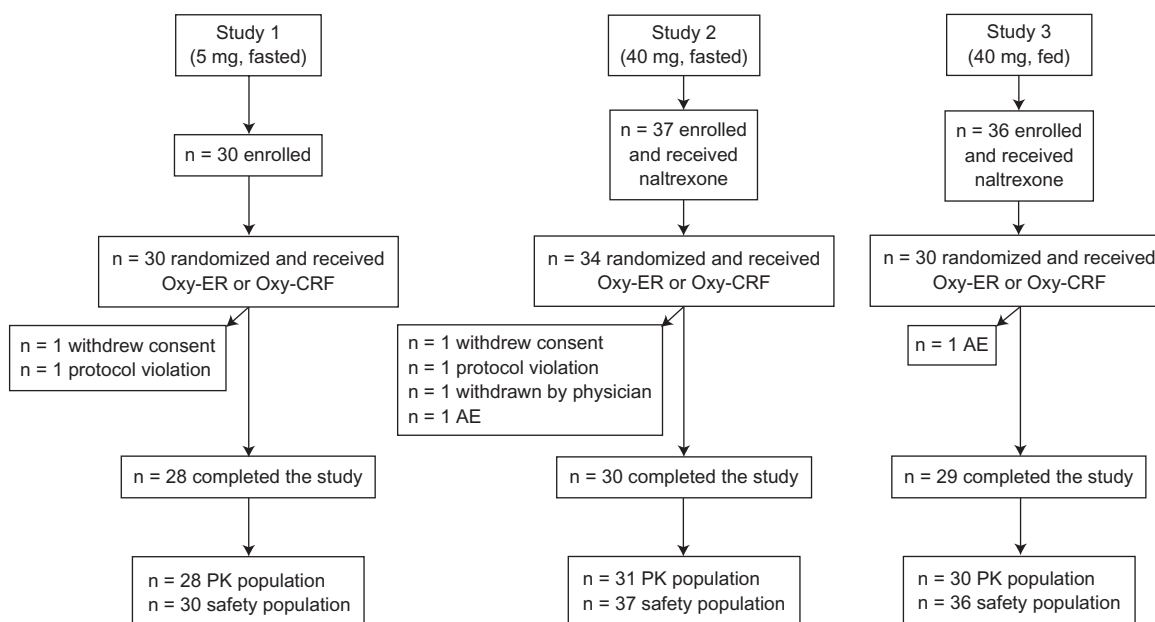 Study 1
(5 mg, fasted)
n = 30 enrolled
n = 30 randomized and received
Oxy-ER or Oxy-CRF
n = 1 withdrew consent
n = 1 protocol violation
n = 28 completed the study
n = 28 PK population
n = 30 safety population
Study 2
(40 mg, fasted)
n = 37 enrolled
and received
naltrexone
n = 34 randomized and received
Oxy-ER or Oxy-CRF
n = 1 withdrew consent
n = 1 protocol violation
n = 1 withdrawn by physician
n = 1 AE
n = 30 completed the study
n = 31 PK population
n = 37 safety population
Study 3
(40 mg, fed)
n = 36 enrolled
and received
naltrexone
n = 30 randomized and received
Oxy-ER or Oxy-CRF
n = 1 AE
n = 29 completed the study
n = 30 PK population
n = 36 safety population